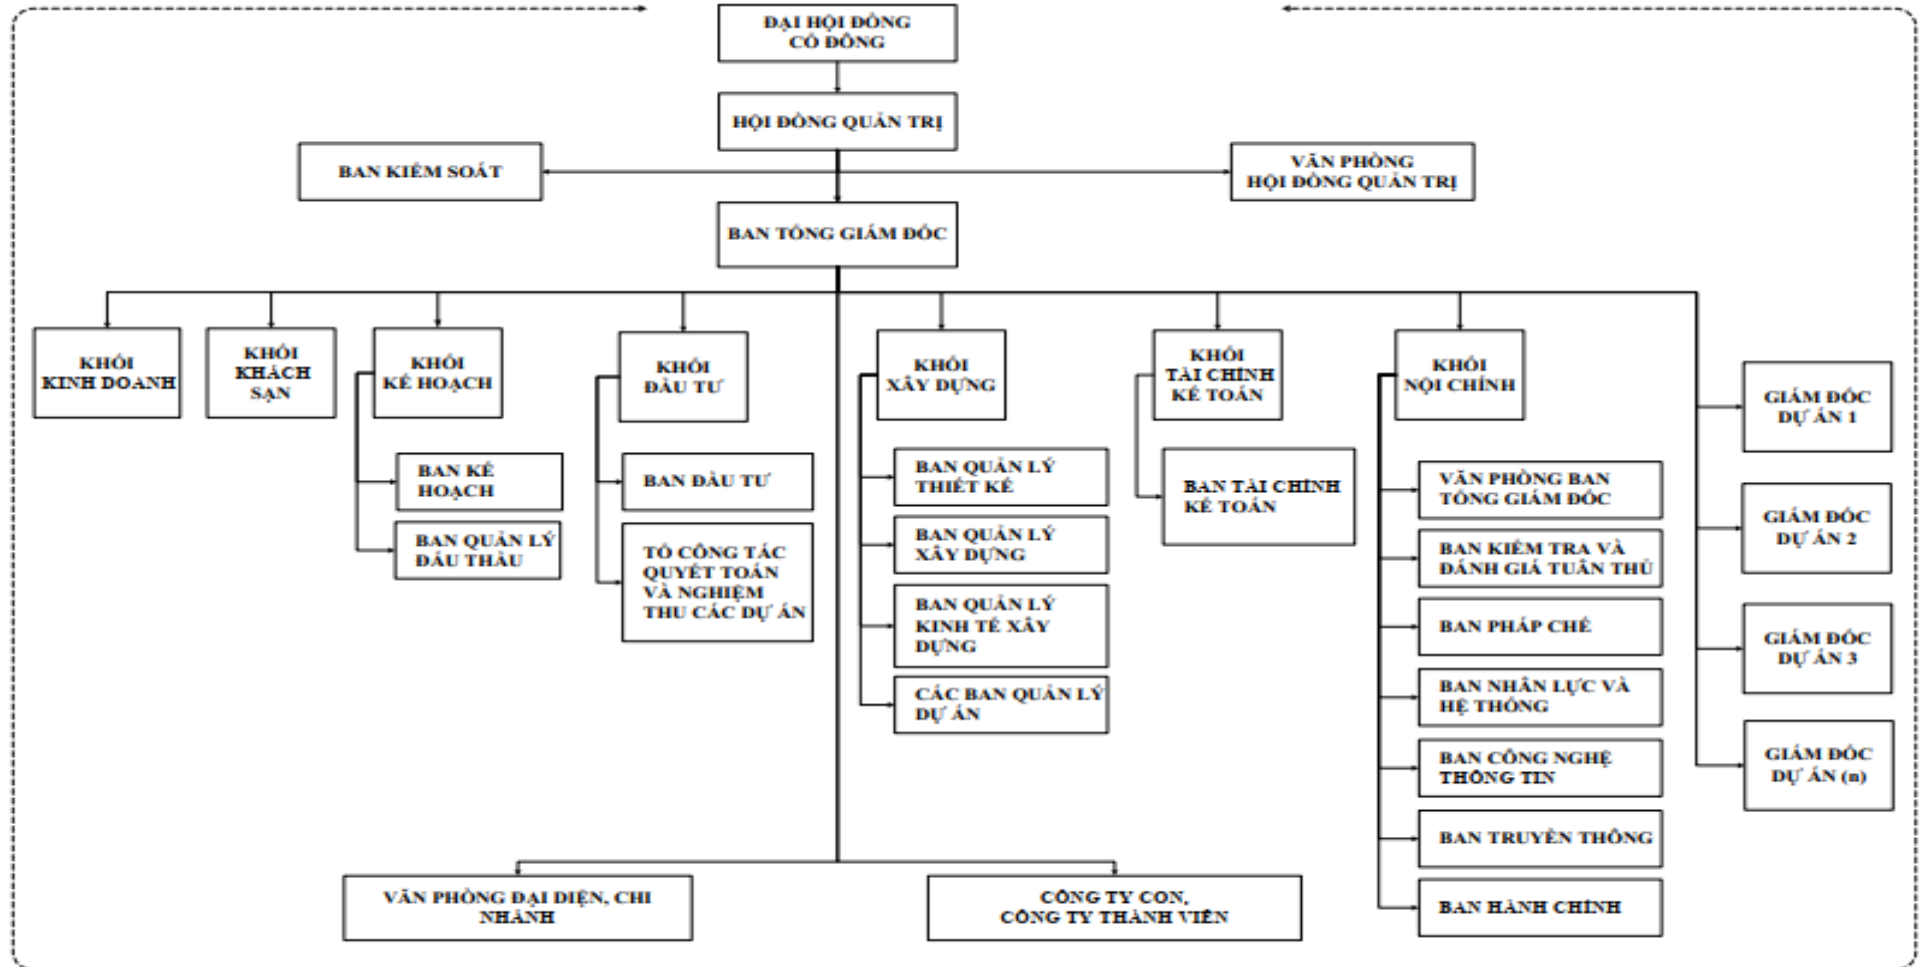 ĐẠI HỘI ĐỒNG
CỔ ĐÔNG
HỘI ĐỒNG QUẢN TRỊ
BAN KIỂM SOÁT
VĂN PHÒNG
HỘI ĐỒNG QUẢN TRỊ
BAN TỔNG GIÁM ĐỐC
KHỐI
KINH DOANH
KHỐI
KHÁCH
SẠN
KHỐI
KẾ HOẠCH
BAN KẾ
HOẠCH
BAN QUẢN LÝ
ĐẤU THẦU
KHỐI
ĐẦU TƯ
BAN ĐẦU TƯ
TỔ CÔNG TÁC
QUYẾT TOÁN
VÀ NGHIỆM
THU CÁC DỰ ÁN
KHỐI
XÂY DỰNG
BAN QUẢN LÝ
THIẾT KẾ
BAN QUẢN LÝ
XÂY DỰNG
BAN QUẢN LÝ
KINH TẾ XÂY
DỰNG
CÁC BAN QUẢN LÝ
DỰ ÁN
KHỐI
TÀI CHÍNH
KẾ TOÁN
BAN TÀI CHÍNH
KẾ TOÁN
KHỐI
NỘI CHÍNH
VĂN PHÒNG BAN
TỔNG GIÁM ĐỐC
BAN KIỂM TRA VÀ
ĐÁNH GIÁ TUÂN THỦ
BAN PHÁP CHẾ
BAN NHÂN LỰC VÀ
HỆ THỐNG
BAN CÔNG NGHỆ
THÔNG TIN
BAN TRUYỀN THÔNG
BAN HÀNH CHÍNH
GIÁM ĐỐC
DỰ ÁN 1
GIÁM ĐỐC
DỰ ÁN 2
GIÁM ĐỐC
DỰ ÁN 3
GIÁM ĐỐC
DỰ ÁN (n)
VĂN PHÒNG ĐẠI DIỆN, CHI
NHÁNH
CÔNG TY CON,
CÔNG TY THÀNH VIÊN